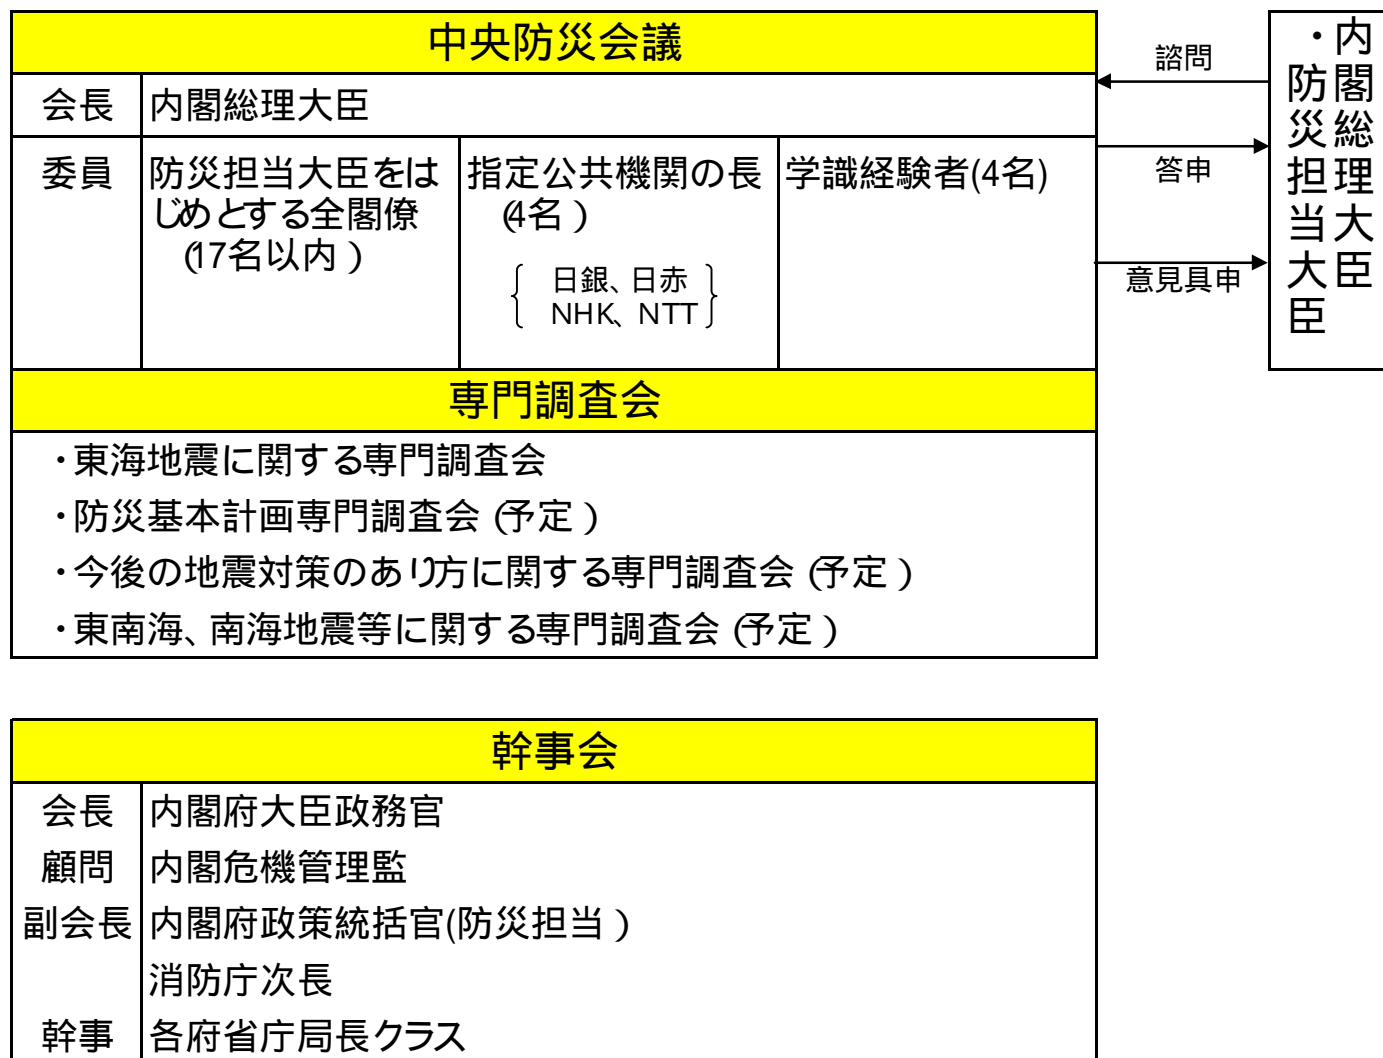 中央防災会議
会長 内閣総理大臣
委員 防災担当大臣をは
じめとする全閣僚
(17名以内)
指定公共機関の長
(4名)
日銀、日赤
NHK、NTT
学識経験者(4名)
諮問
答申
意見具申
内閣総理大臣
・防災担当大臣
専門調査会
・東海地震に関する専門調査会
・防災基本計画専門調査会(予定)
・今後の地震対策のあり方に関する専門調査会(予定)
・東南海、南海地震等に関する専門調査会(予定)
幹事会
会長 内閣府大臣政務官
顧問 内閣危機管理監
副会長 内閣府政策統括官(防災担当)
消防庁次長
幹事 各府省庁局長クラス